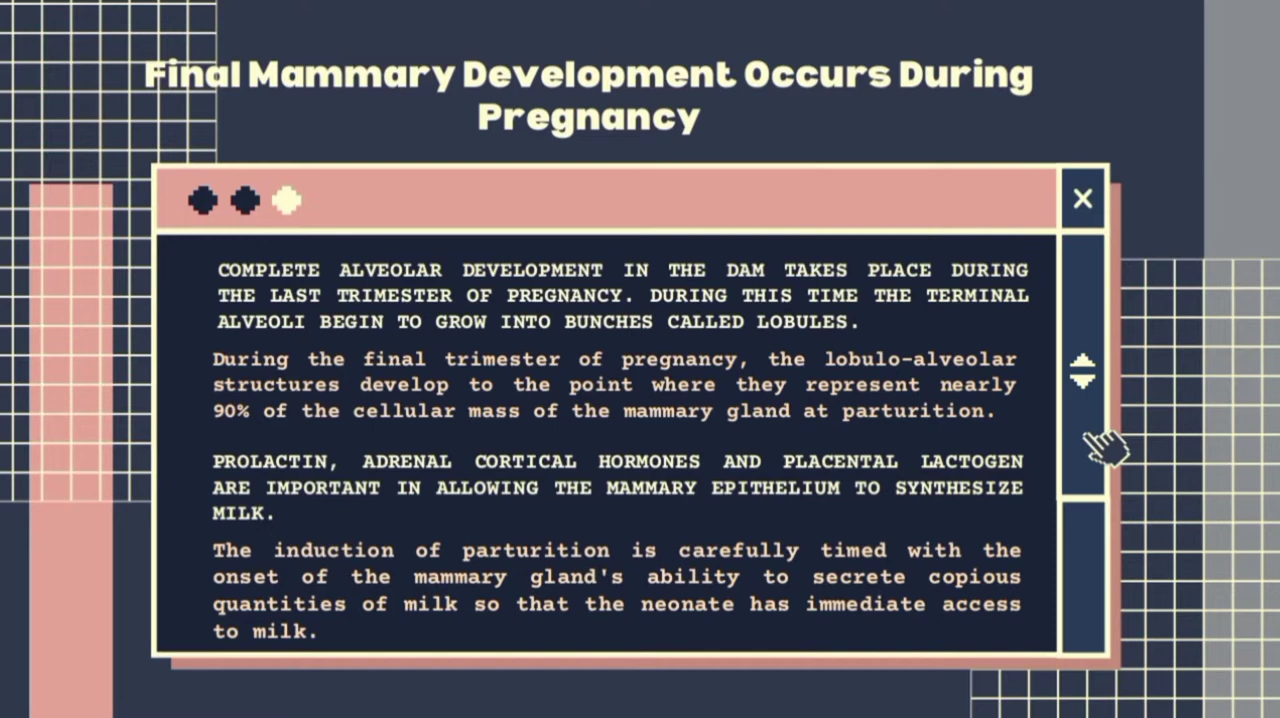 Final Mammary Development Occurs During
Pregnancy
COMPLETE ALVEOLAR DEVELOPMENT IN THE DAM TAKES PLACE DURING
THE LAST TRIMESTER OF PREGNANCY. DURING THIS TIME THE TERMINAL
ALVEOLI BEGIN TO GROW INTO BUNCHES CALLED LOBULES.
During the final trimester of pregnancy, the lobulo-alveolar
structures develop to the point where they represent nearly
90% of the cellular mass of the mammary gland at parturition.
PROLACTIN, ADRENAL CORTICAL HORMONES AND PLACENTAL LACTOGEN
ARE IMPORTANT IN ALLOWING THE MAMMARY EPITHELIUM TO SYNTHESIZE
MILK.
The induction of parturition is carefully timed with the
onset of the mammary gland's ability to secrete copious
quantities of milk so that the neonate has immediate access
to milk.